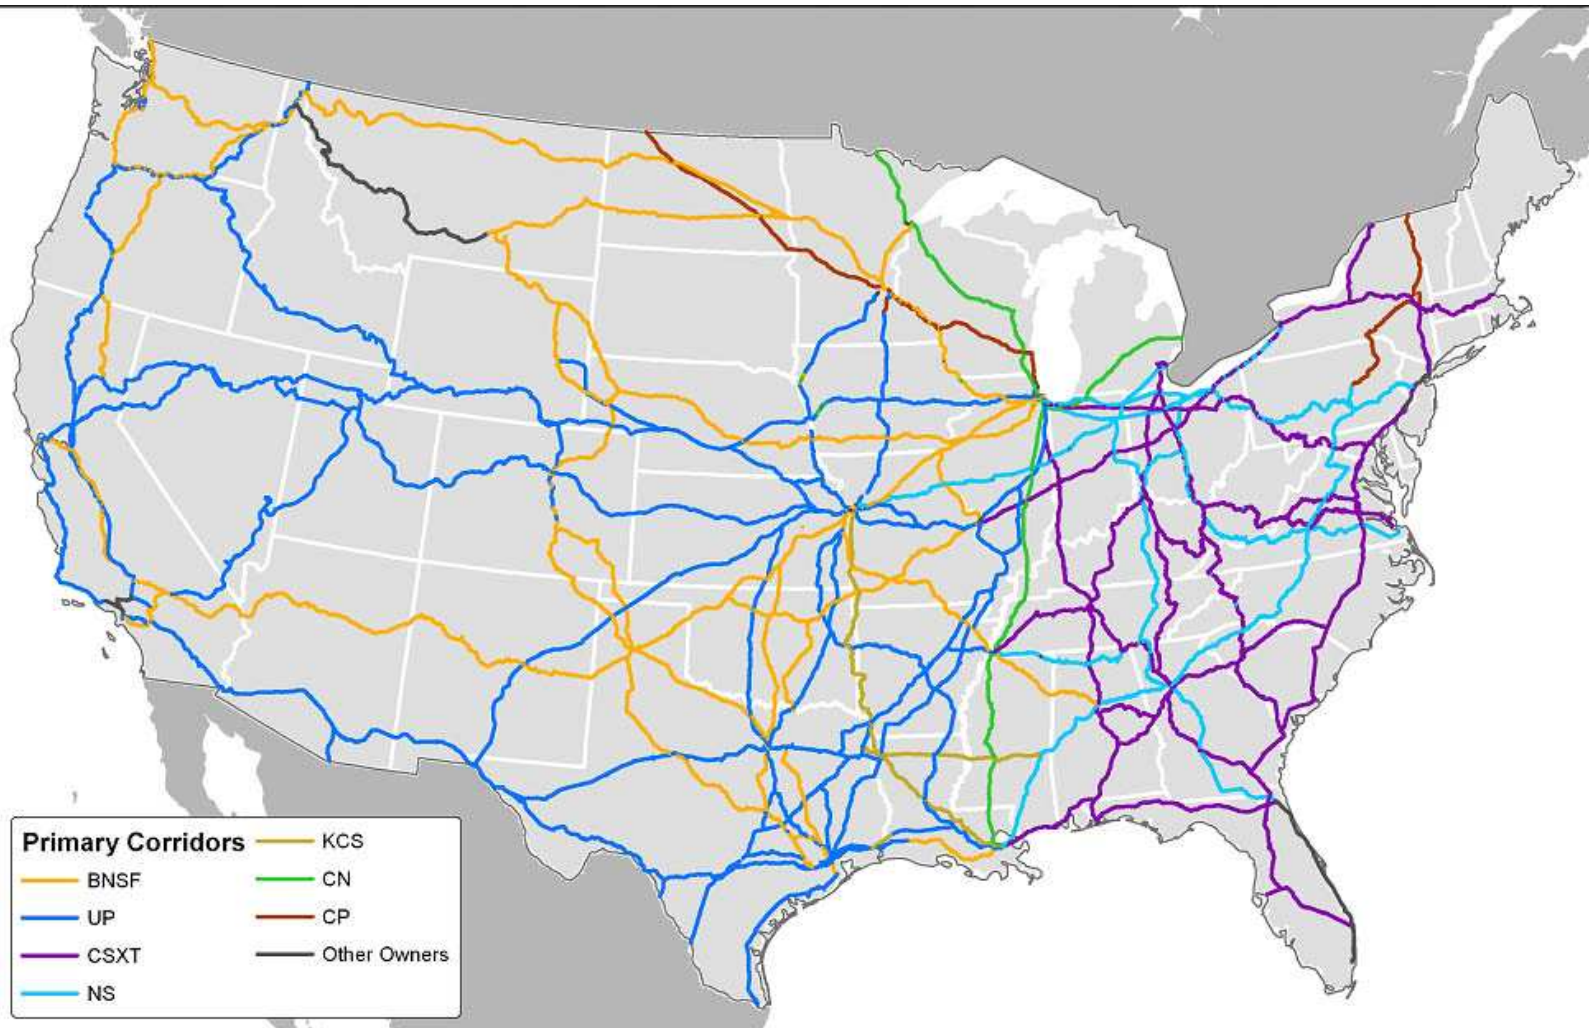 Primary Corridors
BNSF
UP
CSXT
NS
KCS
CN
CP
Other Owners